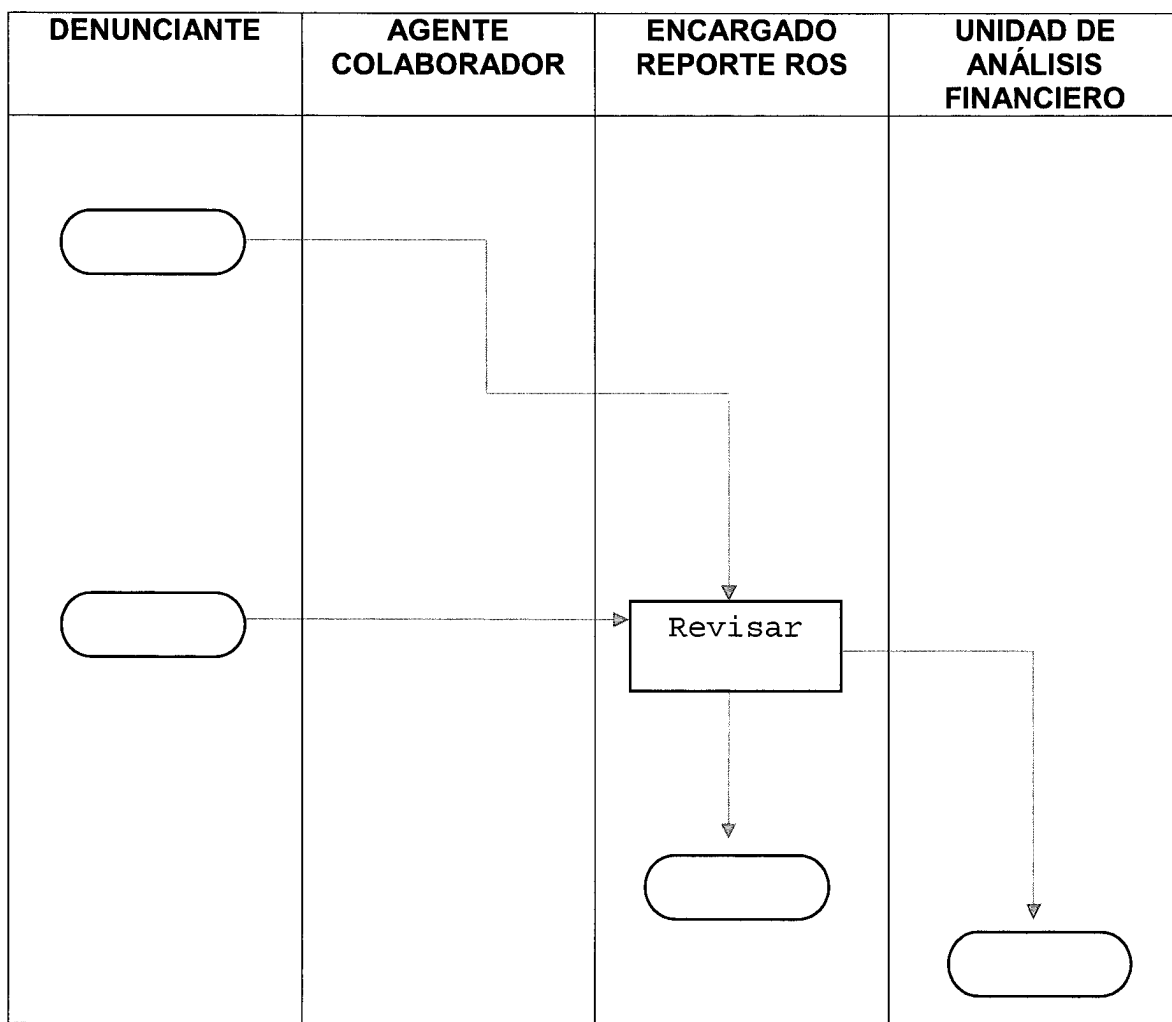 DENUNCIANTE
AGENTE
COLABORADOR
ENCARGADO
REPORTE ROS
UNIDAD DE
ANÁLISIS
FINANCIERO
Revisar